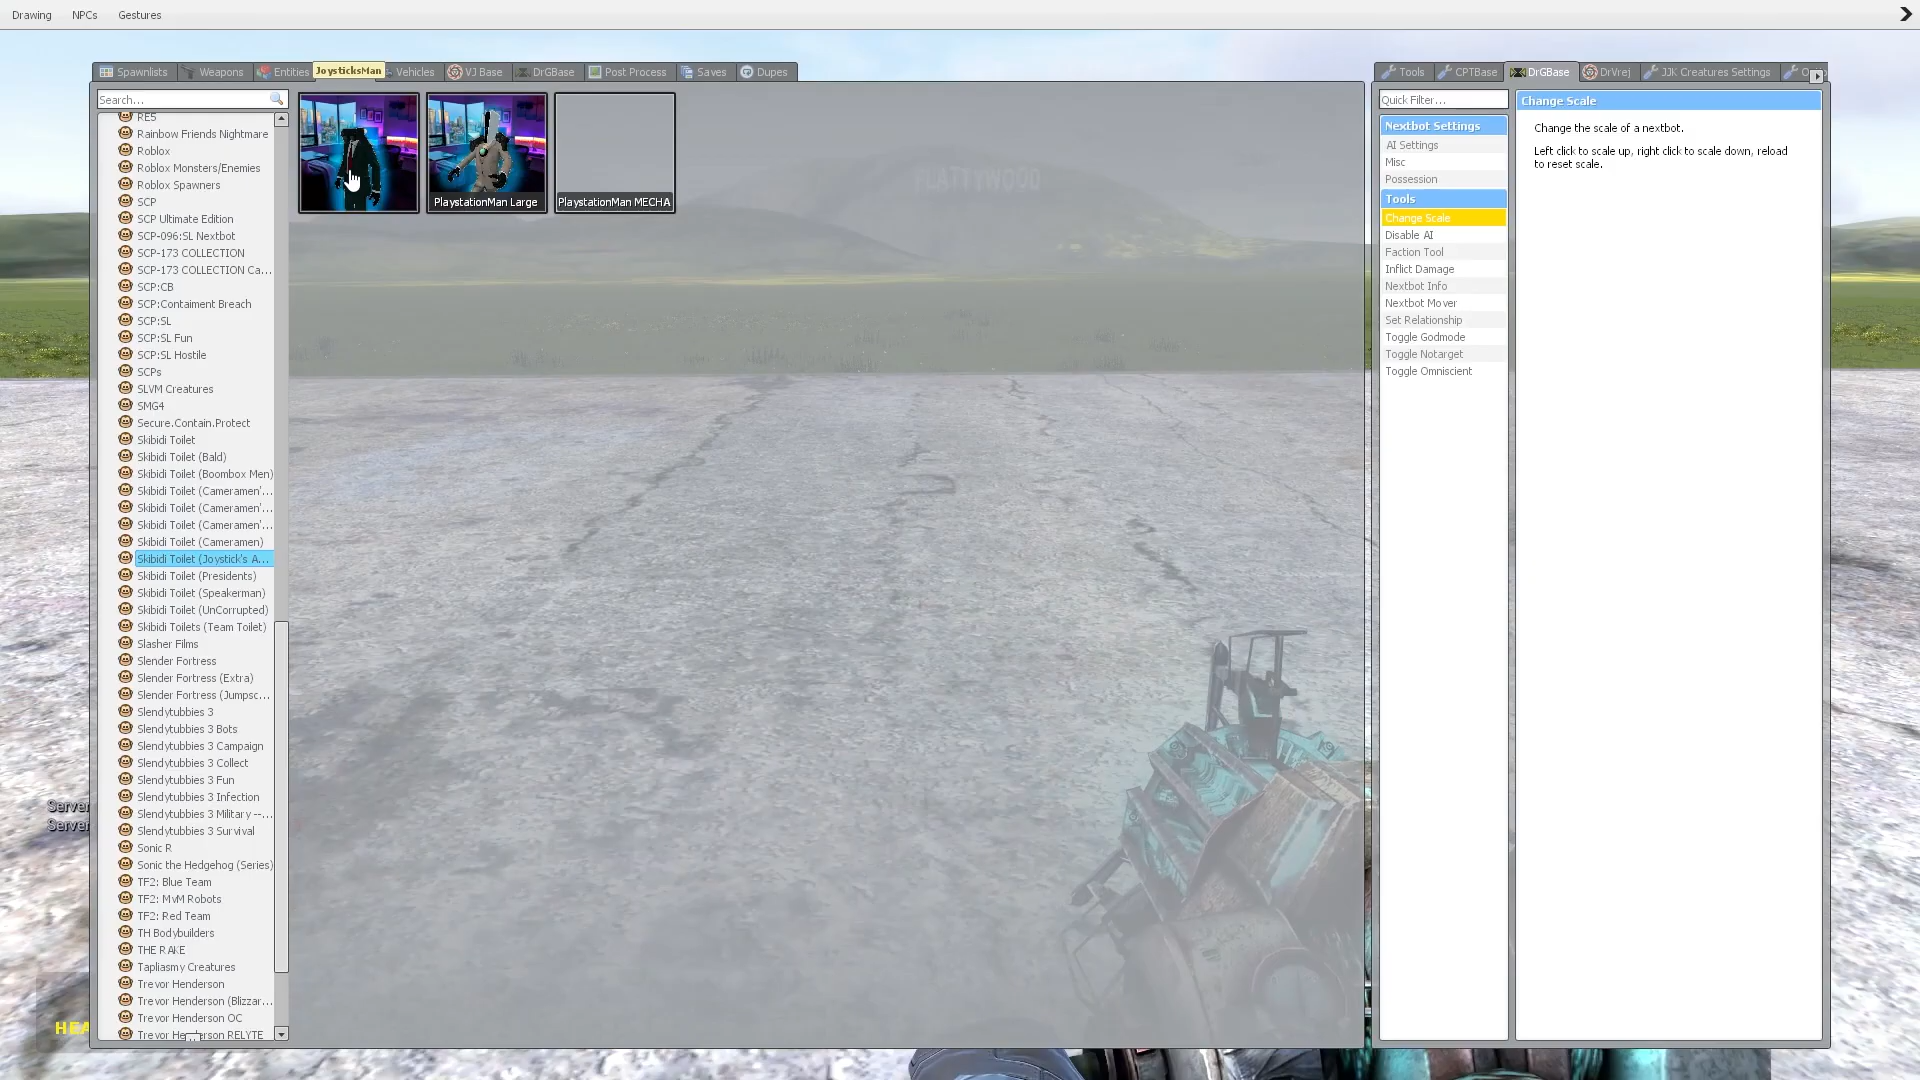 Drawing
NPCs
Gestures
Spawnlists
Weapons
Entities
JoysticksMan
Vehicles
VJ Base
DrGBase
Post Process
Saves
Dupes
Tools
CPTBase
DrGBase
DrVrej
JJK Creatures Settings
Search...
RE5
Rainbow Friends Nightmare
Roblox
Roblox Monsters/Enemies
Roblox Spawners
SCP
SCP Ultimate Edition
SCP-096:SL Nextbot
SCP-173 COLLECTION
SCP-173 COLLECTION Ca...
SCP:CB
SCP:Contaiment Breach
SCP:SL
SCP:SL Fun
SCP:SL Hostile
SCPs
SLVM Creatures
SMG4
Secure.Contain.Protect
Skibidi Toilet
Skibidi Toilet (Bald)
Skibidi Toilet (Boombox Men)
Skibidi Toilet (Cameramen'...
Skibidi Toilet (Cameramen'...
Skibidi Toilet (Cameramen'...
Skibidi Toilet (Cameramen)
Skibidi Toilet (Joystick's A...
Skibidi Toilet (Presidents)
Skibidi Toilet (Speakerman)
Skibidi Toilet (UnCorrupted)
Skibidi Toilets (Team Toilet)
Slasher Films
Slender Fortress
Slender Fortress (Extra)
Slender Fortress (Jumpsc...
Slendytubbies 3
Slendytubbies 3 Bots
Slendytubbies 3 Campaign
Slendytubbies 3 Collect
Slendytubbies 3 Fun
Slendytubbies 3 Infection
Slendytubbies 3 Military --...
Slendytubbies 3 Survival
Sonic R
Sonic the Hedgehog (Series)
TF2: Blue Team
TF2: MvM Robots
TF2: Red Team
TH Bodybuilders
THE RAKE
Tapliasmy Creatures
Trevor Henderson
Trevor Henderson (Blizzar...
Trevor Henderson OC
Trevor Henderson RELYTE
PlaystationMan Large
PlaystationMan MECHA
FLATTYWOOD
Quick Filter...
Nextbot Settings
AI Settings
Misc
Possession
Tools
Change Scale
Disable AI
Faction Tool
Inflict Damage
Nextbot Info
Nextbot Mover
Set Relationship
Toggle Godmode
Toggle Notarget
Toggle Omniscient
Change Scale
Change the scale of a nextbot.
Left click to scale up, right click to scale down, reload
to reset scale.
Server
Server
HEA